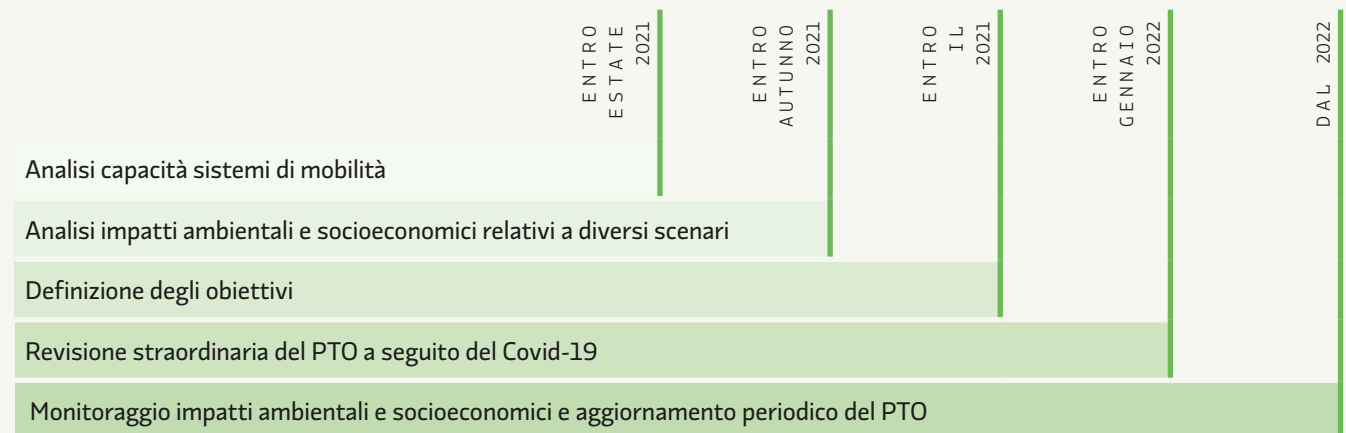 ENTRO
ESTATE
2021
ENTRO
AUTUNNO
2021
ENTRO
IL
2021
ENTRO
GENNAIO
2022
DAL 2022
Analisi capacità sistemi di mobilità
Analisi impatti ambientali e socioeconomici relativi a diversi scenari
Definizione degli obiettivi
Revisione straordinaria del PTO a seguito del Covid-19
Monitoraggio impatti ambientali e socioeconomici e aggiornamento periodico del PTO